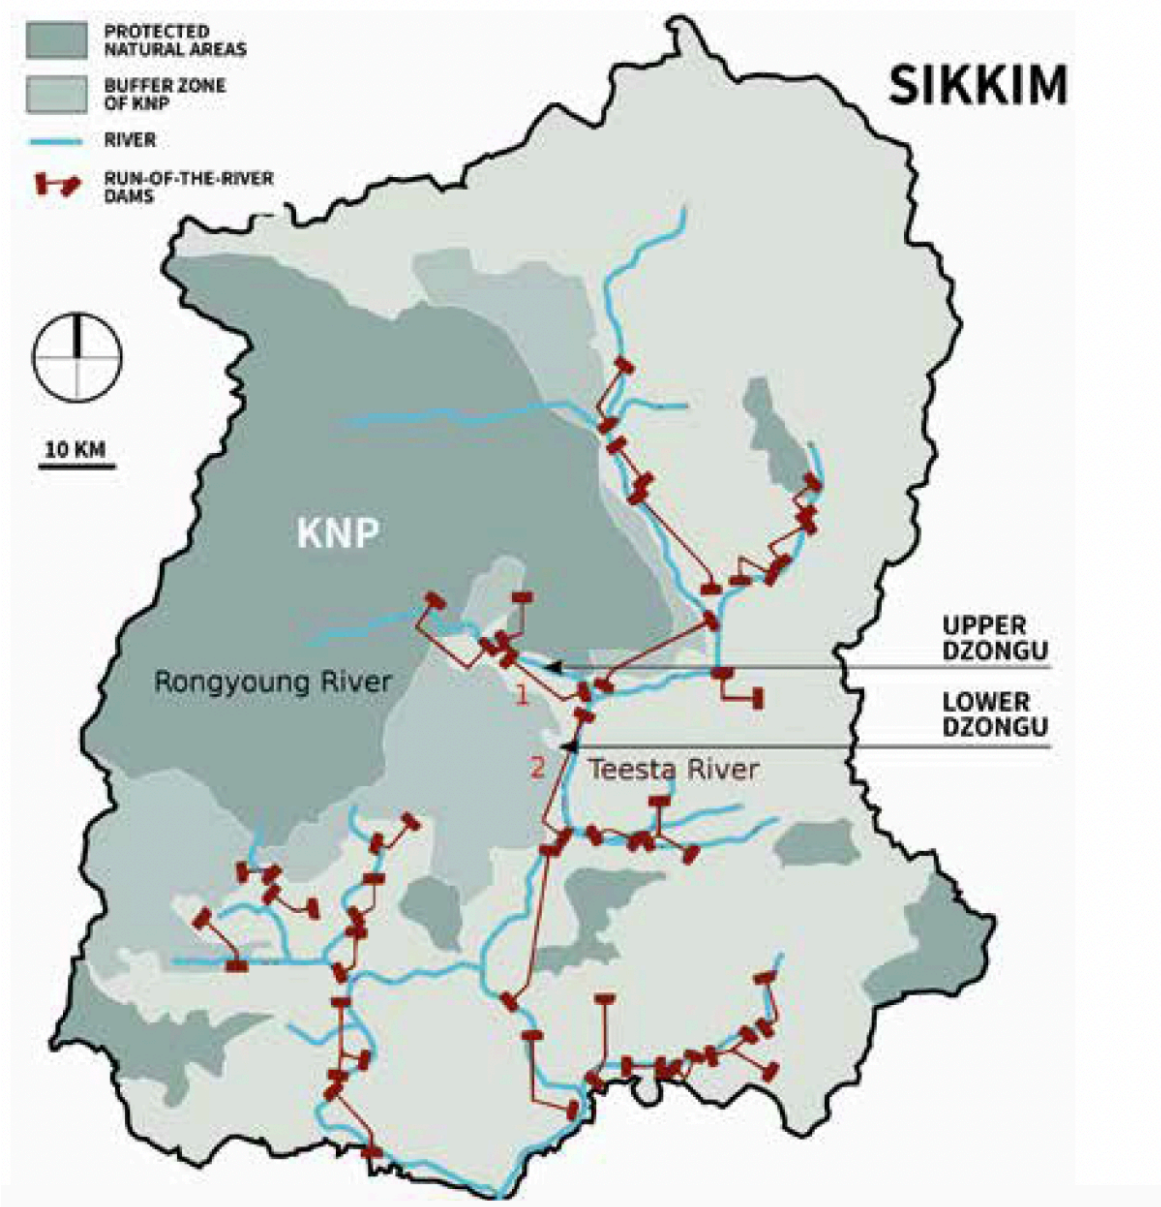 PROTECTED
NATURAL AREAS
BUFFER ZONE
OF KNP
RIVER
RUN-OF-THE-RIVER
DAMS
SIKKIM
10 KM
KNP
UPPER
DZONGU
Rongyoung River
1
LOWER
DZONGU
2
Teesta River